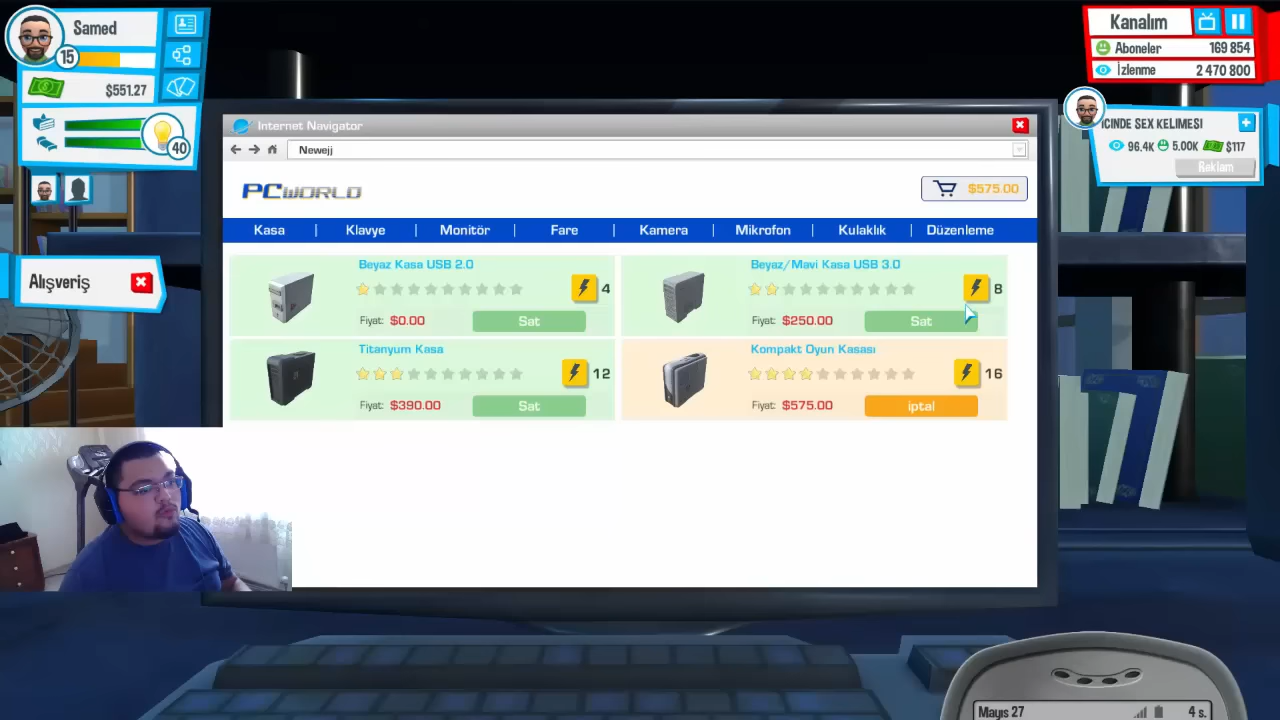 Samed
15
$551.27
40
Kanalım
Aboneler 169 854
İzlenme 2 470 800
ICINDE SEX KELIMESI
96.4K 5.00K $117
Reklam
Alışveriş
Internet Navigator
Newejj
PCWORLD
$575.00
Kasa | Klavye | Monitör | Fare | Kamera | Mikrofon | Kulaklık | Düzenleme
Beyaz Kasa USB 2.0
4
Fiyat: $0.00 Sat
Beyaz/Mavi Kasa USB 3.0
8
Fiyat: $250.00 Sat
Titanyum Kasa
12
Fiyat: $390.00 Sat
Kompakt Oyun Kasası
16
Fiyat: $575.00 iptal
Mayıs 27 4 s.